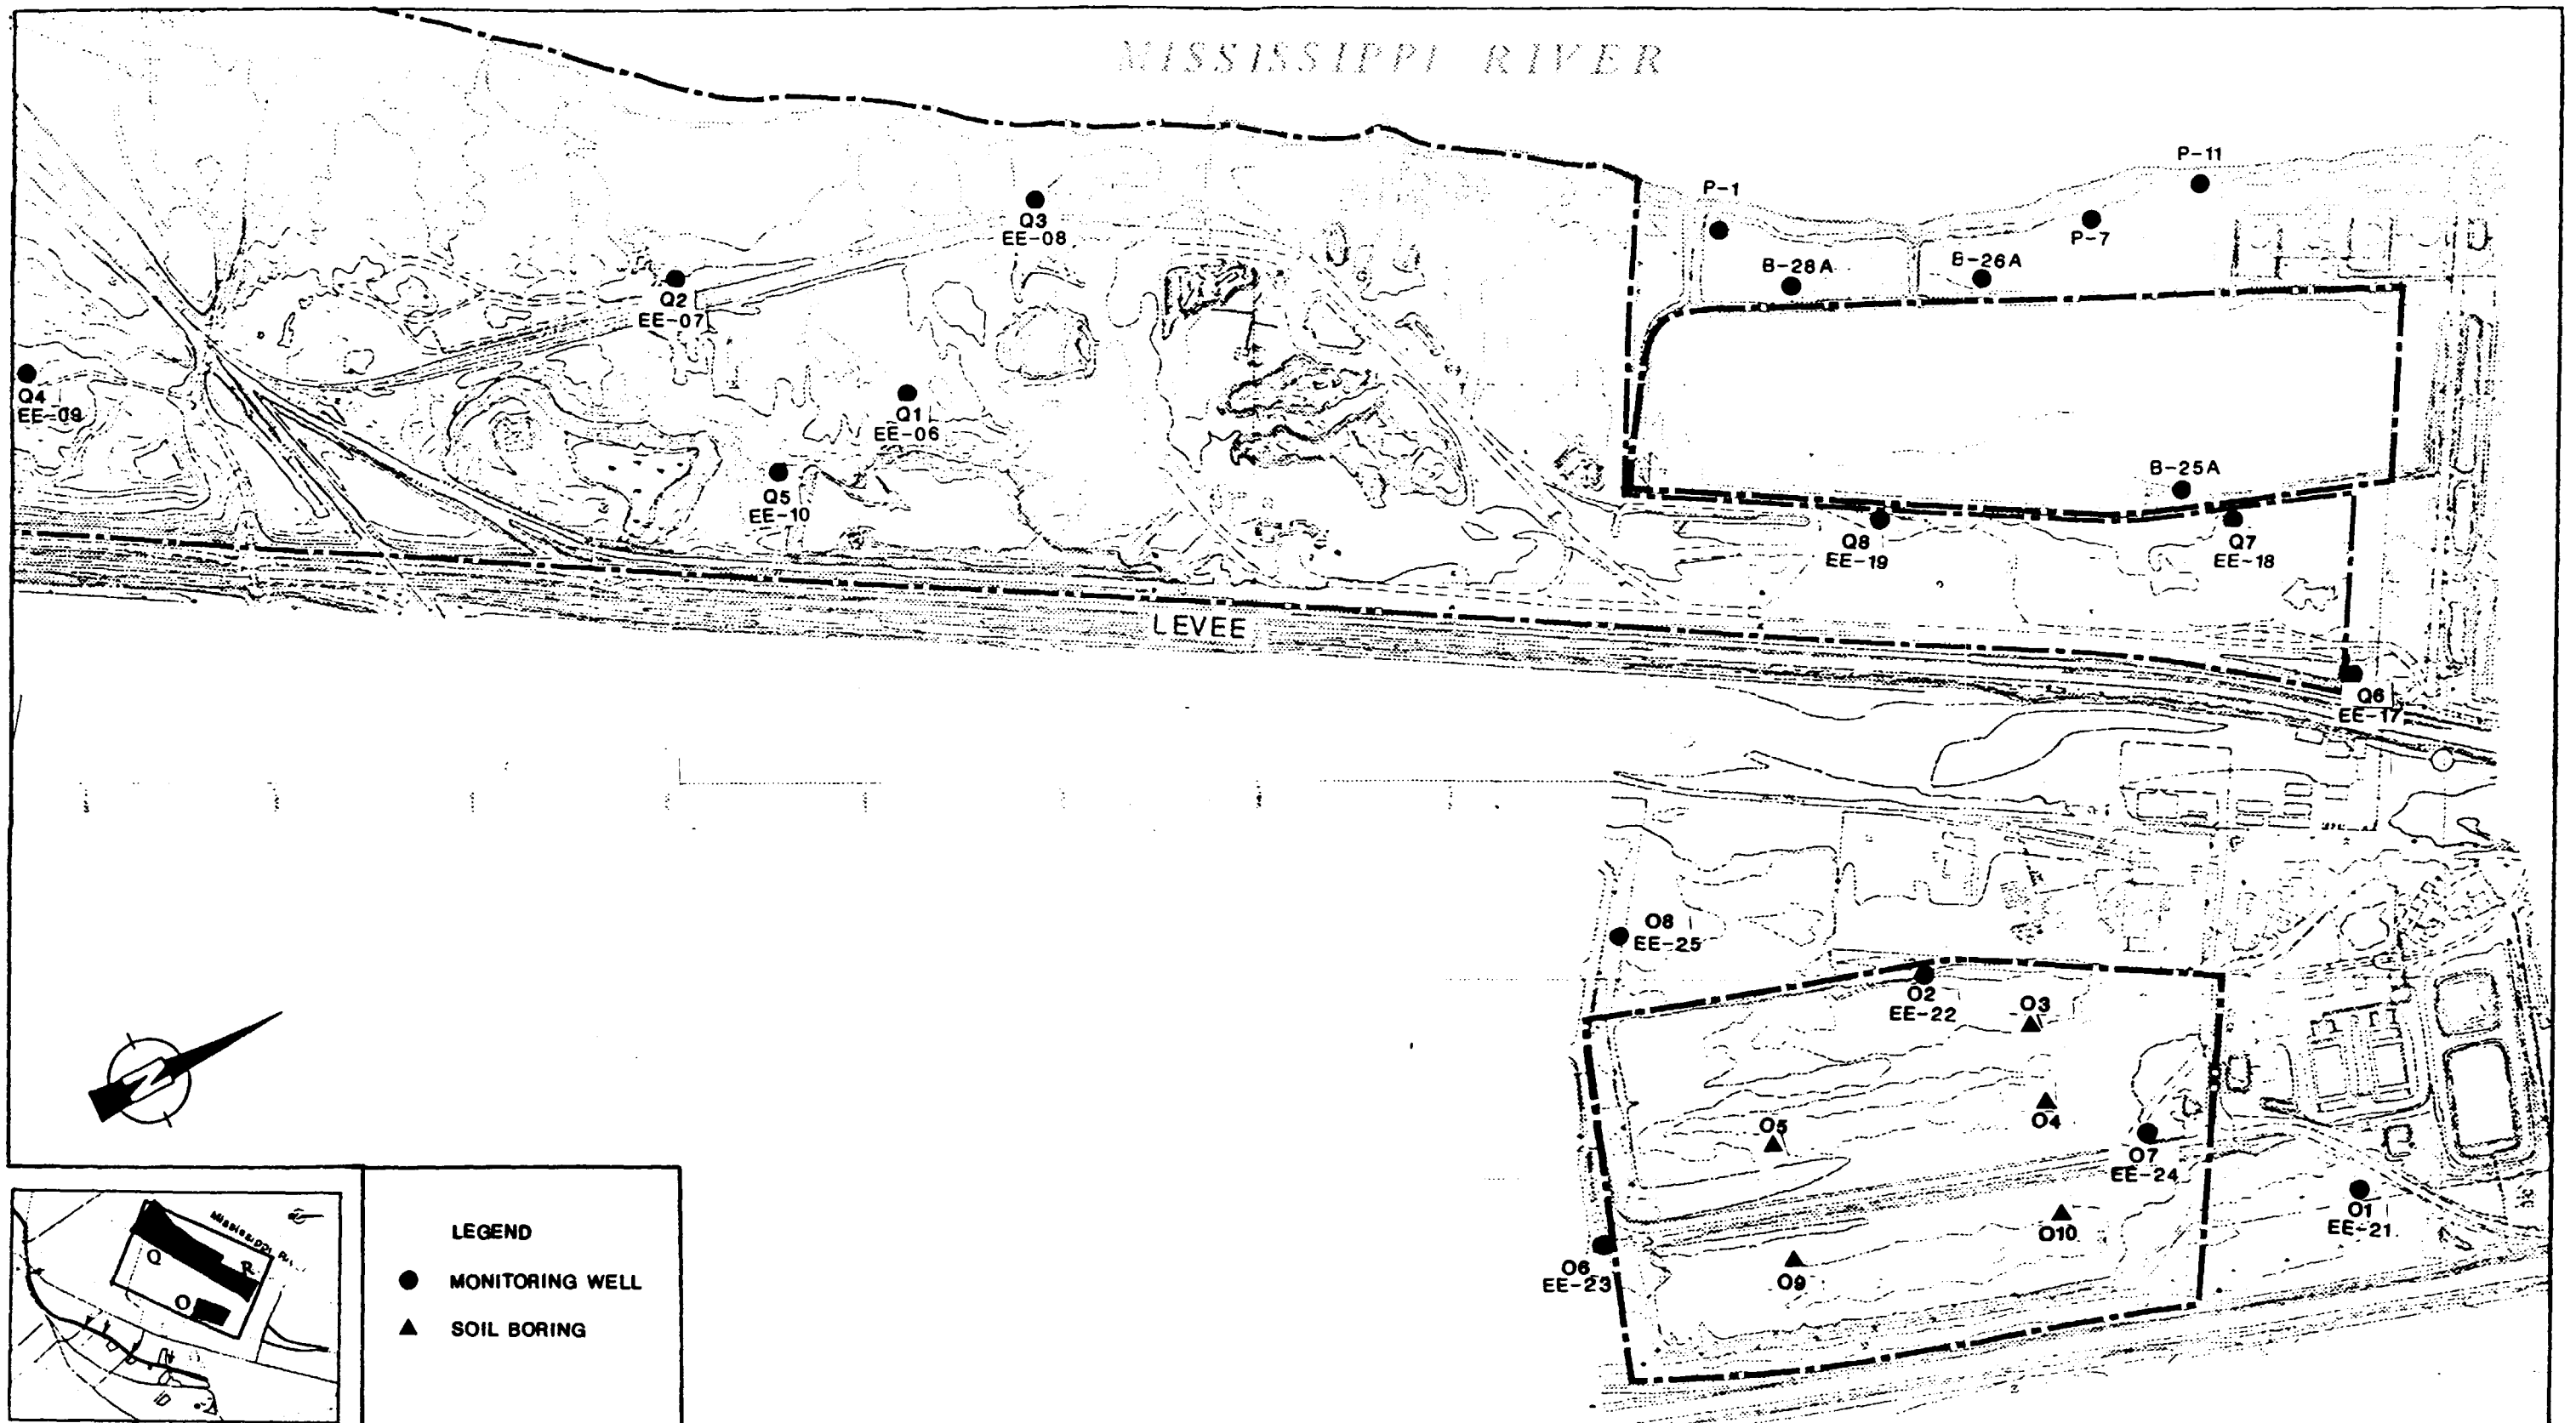 MISSISSIPPI RIVER
P-11
P-1
P-7
Q3
EE-08
B-28A
B-26A
Q2
EE-07
Q4
EE-09
Q1
EE-06
B-25A
Q5
EE-10
Q8
EE-19
Q7
EE-18
LEVEE
Q6
EE-17
O8
EE-25
O2
EE-22
O3
O4
O5
O7
EE-24
O1
EE-21
O10
O6
EE-23
O9
N
Mississippi
Q
R
O
LEGEND
MONITORING WELL
SOIL BORING